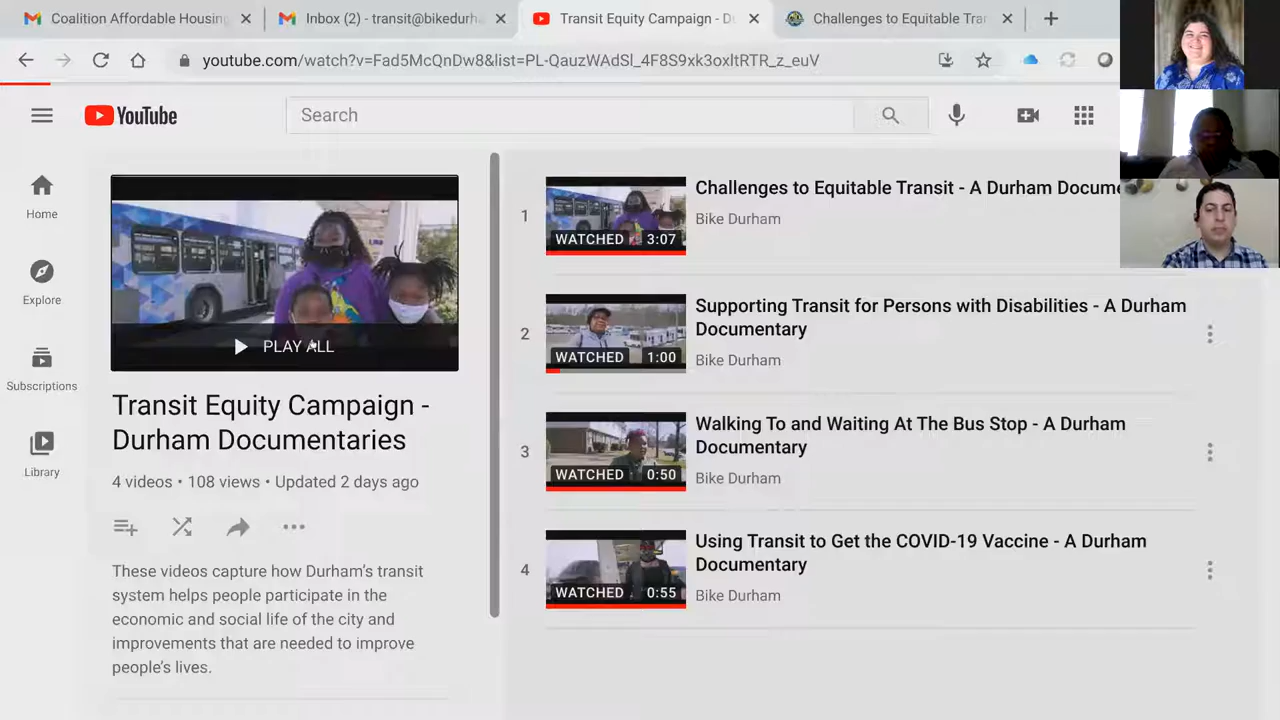 Coalition Affordable Housing
Inbox (2) - transit@bikedurha
Transit Equity Campaign - D
Challenges to Equitable Tra
youtube.com/watch?v=Fad5McQnDw8&list=PL-QauzWAdSl_4F8S9xk3oxltRTR_z_euV
YouTube
Search
Home
Explore
Subscriptions
Library
PLAY ALL
Transit Equity Campaign -
Durham Documentaries
4 videos • 108 views • Updated 2 days ago
These videos capture how Durham's transit
system helps people participate in the
economic and social life of the city and
improvements that are needed to improve
people's lives.
1
WATCHED 3:07
Challenges to Equitable Transit - A Durham Docume
Bike Durham
2
WATCHED 1:00
Supporting Transit for Persons with Disabilities - A Durham
Documentary
Bike Durham
3
WATCHED 0:50
Walking To and Waiting At The Bus Stop - A Durham
Documentary
Bike Durham
4
WATCHED 0:55
Using Transit to Get the COVID-19 Vaccine - A Durham
Documentary
Bike Durham